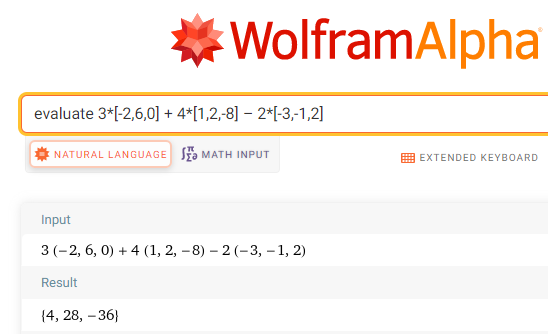 WolframAlpha
evaluate 3*[-2,6,0] + 4*[1,2,-8] – 2*[-3,-1,2]
NATURAL LANGUAGE
∫Σ∂π MATH INPUT
EXTENDED KEYBOARD
Input
3 (−2, 6, 0) + 4 (1, 2, −8) − 2 (−3, −1, 2)
Result
{4, 28, −36}